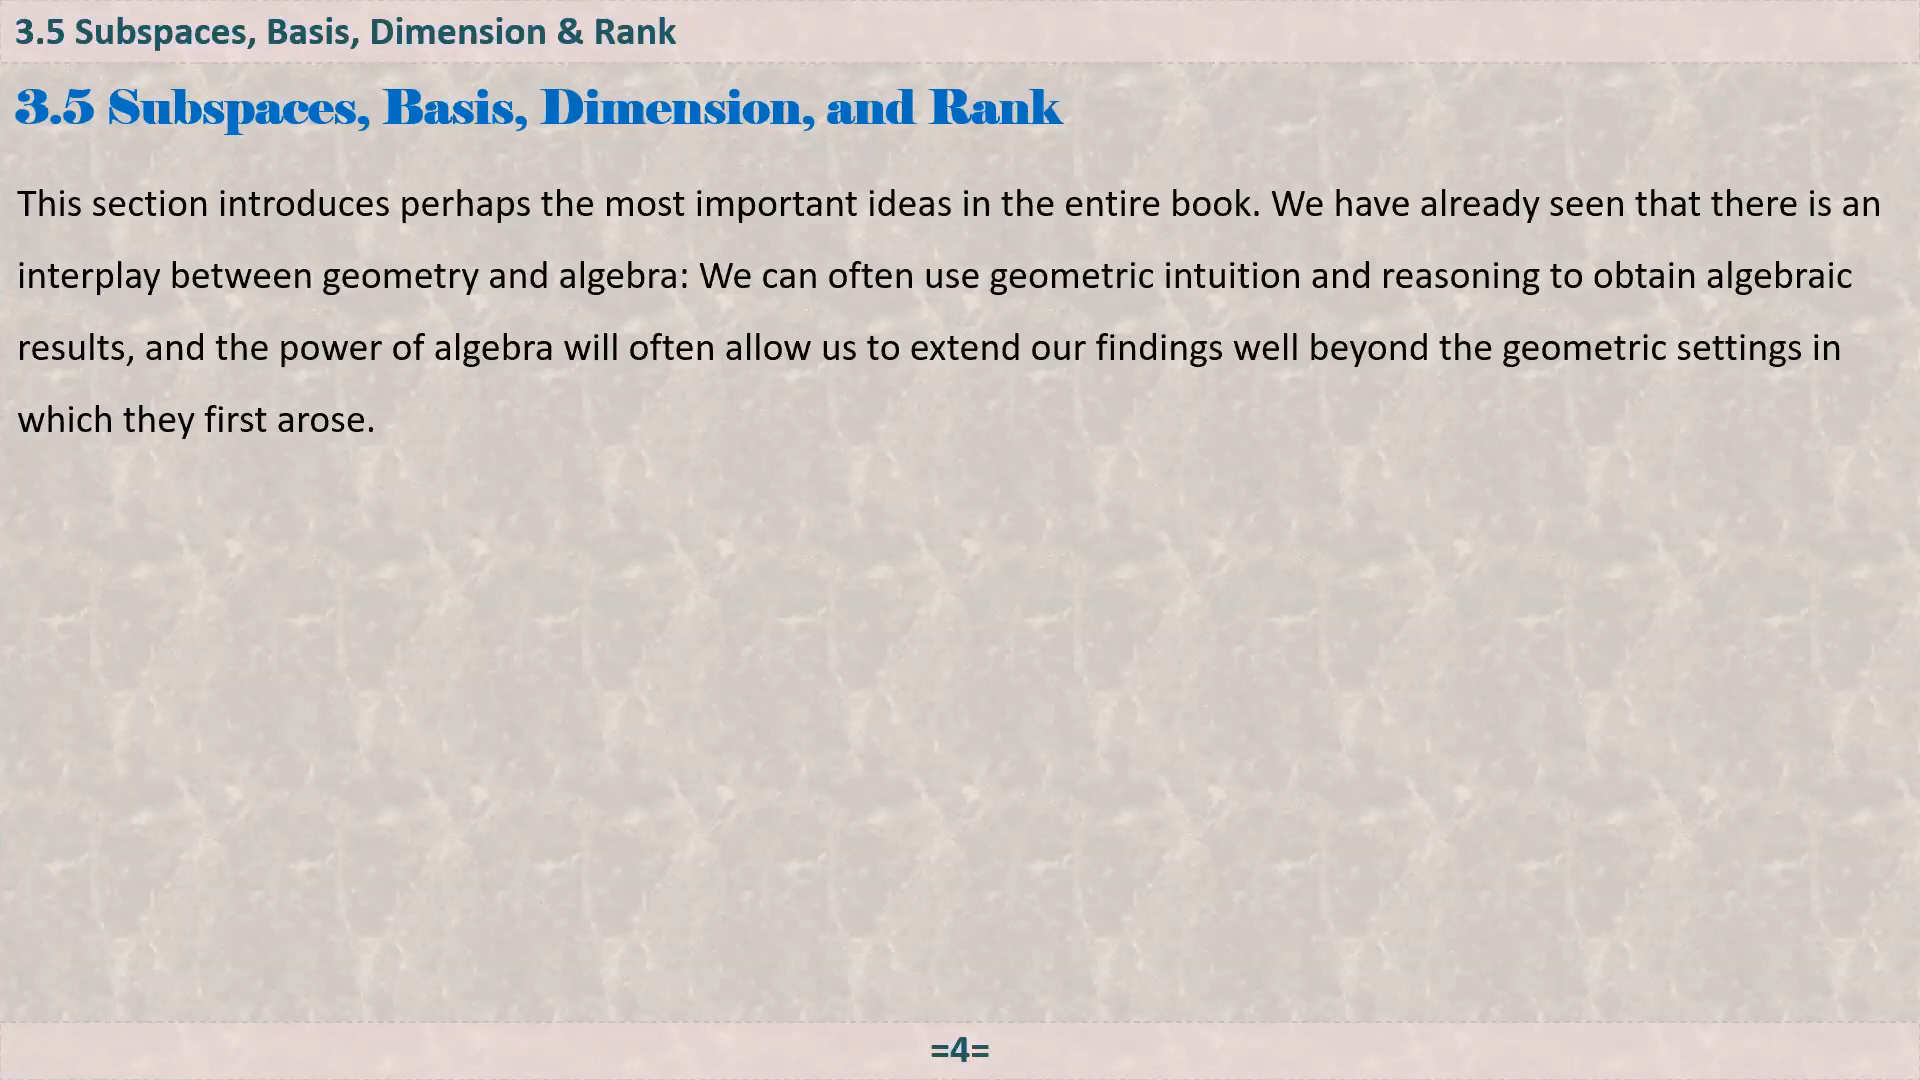 3.5 Subspaces, Basis, Dimension & Rank
3.5 Subspaces, Basis, Dimension, and Rank
This section introduces perhaps the most important ideas in the entire book. We have already seen that there is an
interplay between geometry and algebra: We can often use geometric intuition and reasoning to obtain algebraic
results, and the power of algebra will often allow us to extend our findings well beyond the geometric settings in
which they first arose.
=4=